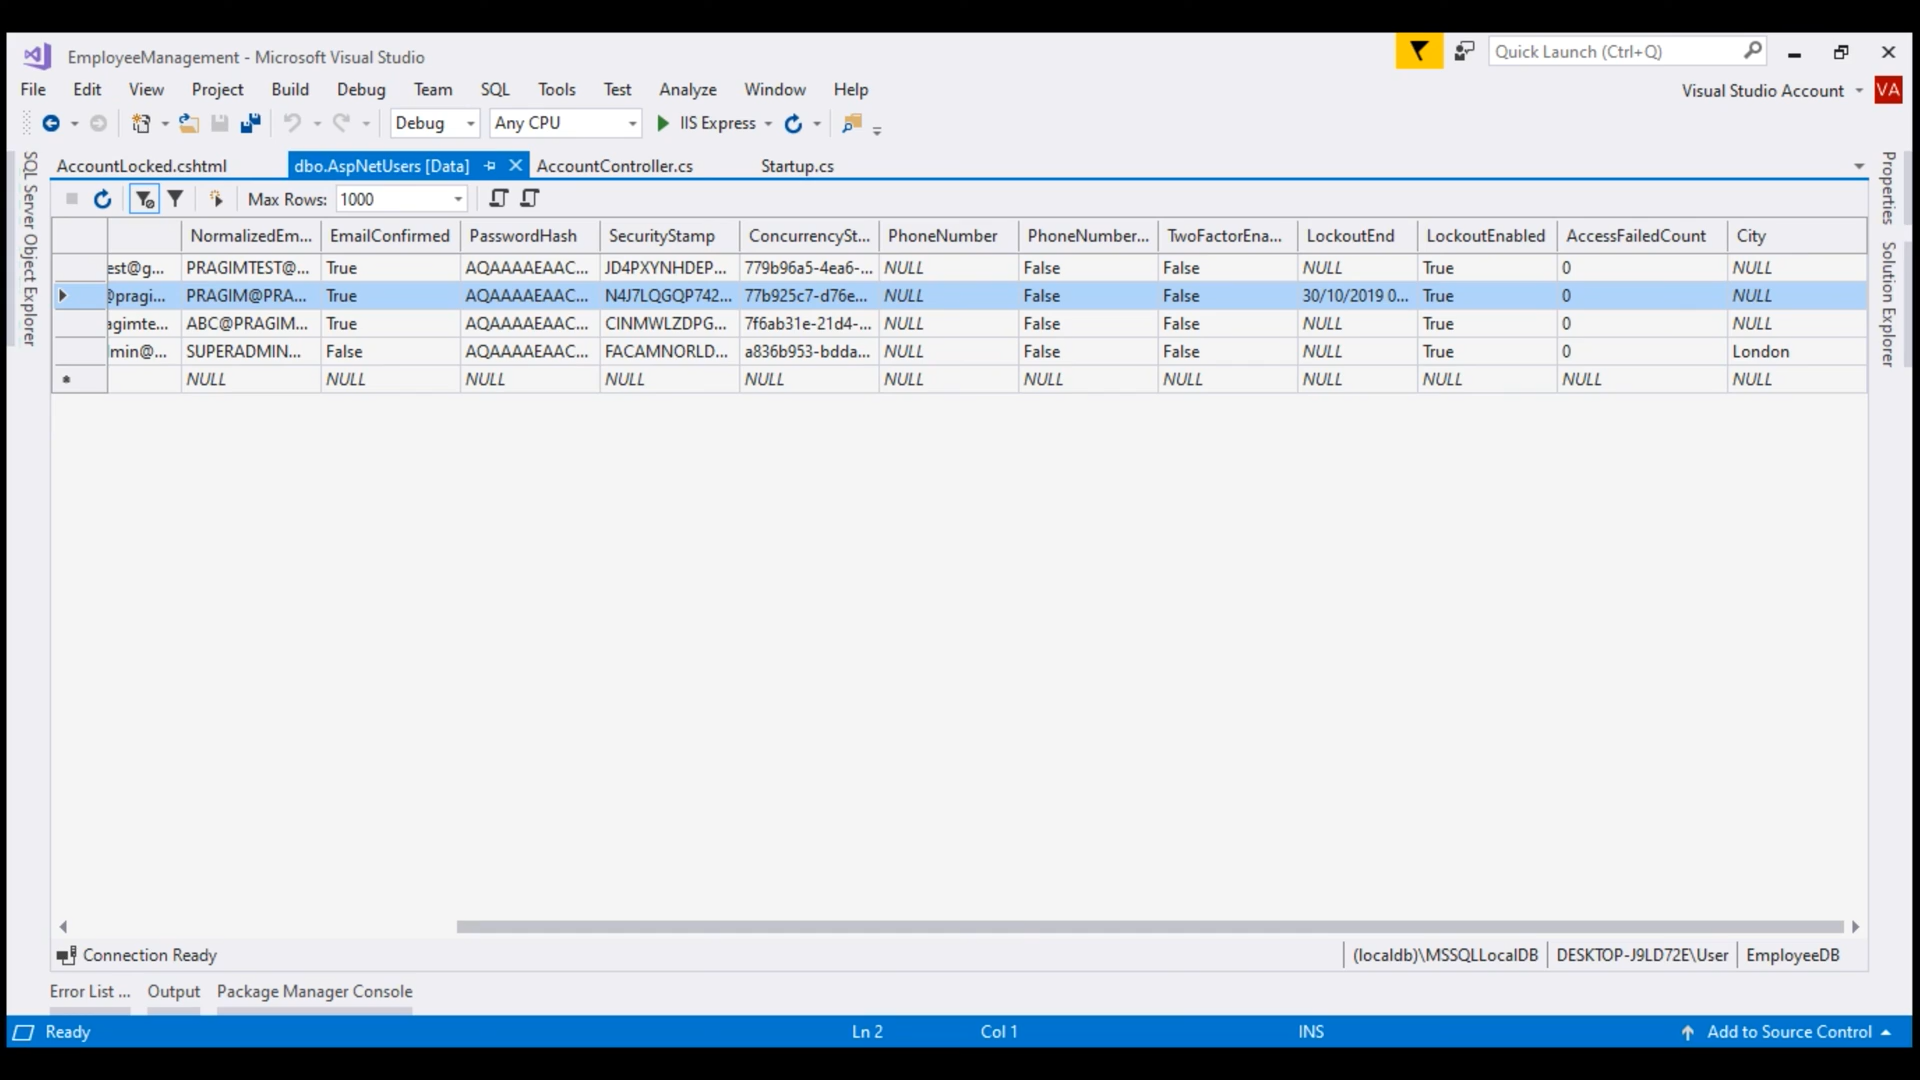 EmployeeManagement - Microsoft Visual Studio
Quick Launch (Ctrl+Q)
File Edit View Project Build Debug Team SQL Tools Test Analyze Window Help
Visual Studio Account VA
Debug Any CPU IIS Express
AccountLocked.cshtml dbo.AspNetUsers [Data] AccountController.cs Startup.cs
Max Rows: 1000
SQL Server Object Explorer
Properties
Solution Explorer
NormalizedEm... EmailConfirmed PasswordHash SecurityStamp ConcurrencySt... PhoneNumber PhoneNumber... TwoFactorEna... LockoutEnd LockoutEnabled AccessFailedCount City
est@g... PRAGIMTEST@... True AQAAAAEAAC... JD4PXYNHDEP... 779b96a5-4ea6-... NULL False False NULL True 0 NULL
@pragi... PRAGIM@PRA... True AQAAAAEAAC... N4J7LQGQP742... 77b925c7-d76e... NULL False False 30/10/2019 0... True 0 NULL
agimte... ABC@PRAGIM... True AQAAAAEAAC... CINMWLZDPG... 7f6ab31e-21d4-... NULL False False NULL True 0 NULL
min@... SUPERADMIN... False AQAAAAEAAC... FACAMNORLD... a836b953-bdda... NULL False False NULL True 0 London
NULL NULL NULL NULL NULL NULL NULL NULL NULL NULL NULL NULL
Connection Ready
(localdb)\MSSQLLocalDB DESKTOP-J9LD72E\User EmployeeDB
Error List ... Output Package Manager Console
Ready Ln 2 Col 1 INS Add to Source Control